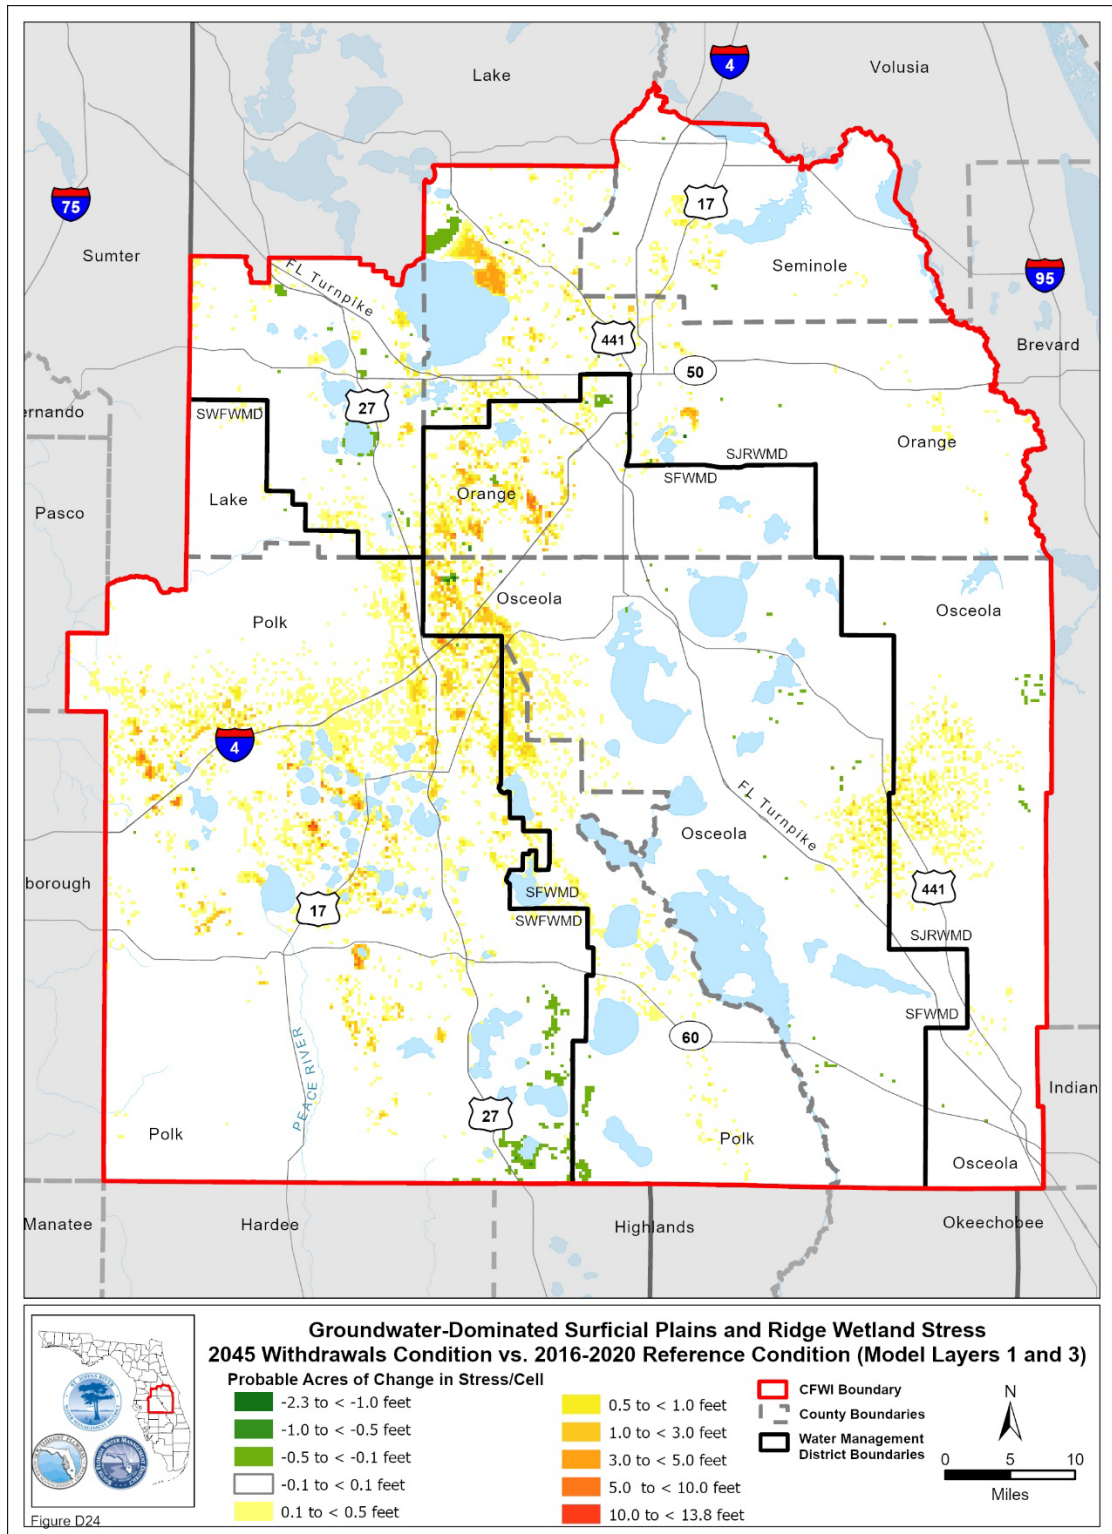 Lake
Volusia
4
75
17
Sumter
Seminole
95
FL Turnpike
441
Brevard
50
27
ernando
SWFWMD
SJRWMD
Orange
SFWMD
Lake
Orange
Pasco
Osceola
Osceola
Polk
4
FL Turnpike
Osceola
borough
441
17
SFWMD
SWFWMD
SJRWMD
SFWMD
60
PEACE RIVER
Indian
27
Polk
Polk
Osceola
Manatee
Hardee
Highlands
Okeechobee
Groundwater-Dominated Surficial Plains and Ridge Wetland Stress
2045 Withdrawals Condition vs. 2016-2020 Reference Condition (Model Layers 1 and 3)
Probable Acres of Change in Stress/Cell
-2.3 to < -1.0 feet
-1.0 to < -0.5 feet
-0.5 to < -0.1 feet
-0.1 to < 0.1 feet
0.1 to < 0.5 feet
0.5 to < 1.0 feet
1.0 to < 3.0 feet
3.0 to < 5.0 feet
5.0 to < 10.0 feet
10.0 to < 13.8 feet
CFWI Boundary
County Boundaries
Water Management
District Boundaries
N
0 5 10
Miles
Figure D24